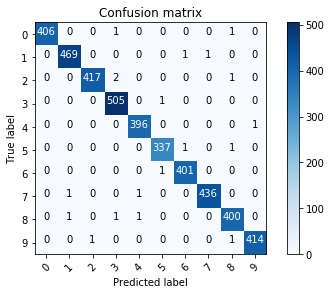 Confusion matrix
0 406 0 0 1 0 0 0 0 1 0
1 0 469 0 0 0 0 1 1 0 0
2 0 0 417 2 0 0 0 0 1 0
3 0 0 0 505 0 1 0 0 0 0
4 0 0 0 0 396 0 0 0 0 1
5 0 0 0 0 0 337 1 0 1 0
6 0 0 0 0 0 1 401 0 0 0
7 0 1 0 0 1 0 0 436 0 0
8 0 1 0 1 1 0 0 0 400 0
9 0 0 1 0 0 0 0 0 1 414
0 1 2 3 4 5 6 7 8 9
True label
Predicted label
500
400
300
200
100
0